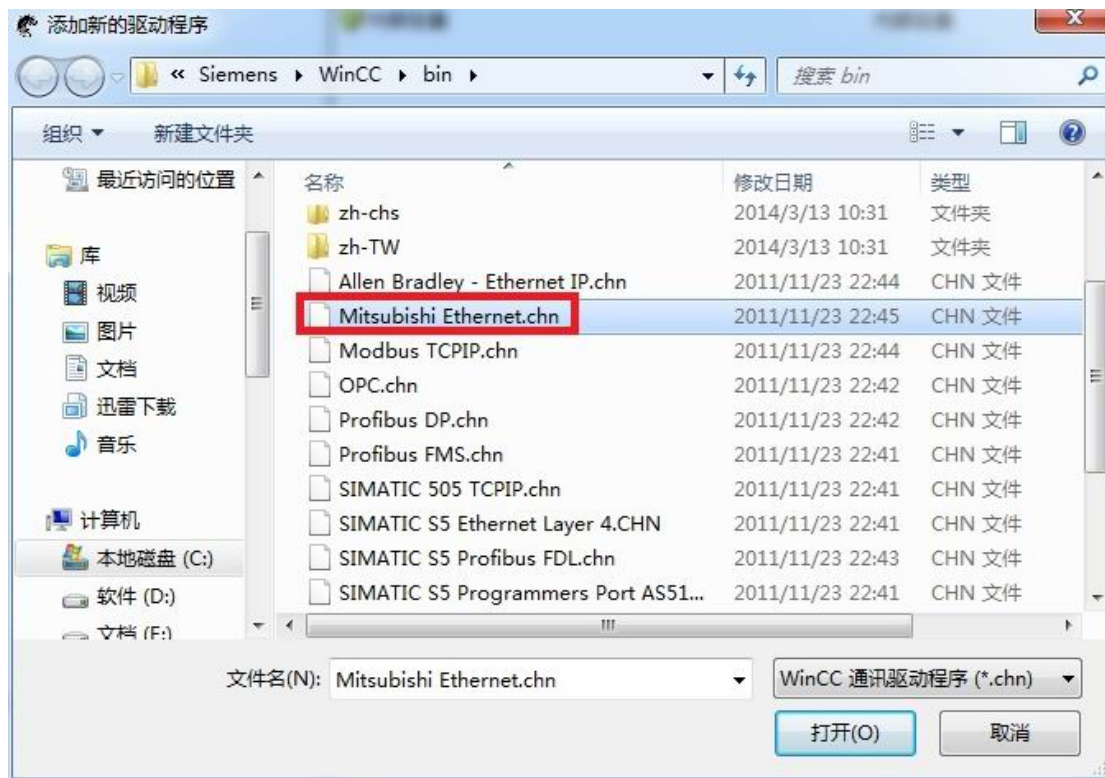 添加新的驱动程序
« Siemens ▸ WinCC ▸ bin ▸
搜索 bin
组织 新建文件夹
最近访问的位置
库
视频
图片
文档
迅雷下载
音乐
计算机
本地磁盘 (C:)
软件 (D:)
文档 (E:)
名称 修改日期 类型
zh-chs 2014/3/13 10:31 文件夹
zh-TW 2014/3/13 10:31 文件夹
Allen Bradley - Ethernet IP.chn 2011/11/23 22:44 CHN 文件
Mitsubishi Ethernet.chn 2011/11/23 22:45 CHN 文件
Modbus TCPIP.chn 2011/11/23 22:44 CHN 文件
OPC.chn 2011/11/23 22:42 CHN 文件
Profibus DP.chn 2011/11/23 22:42 CHN 文件
Profibus FMS.chn 2011/11/23 22:41 CHN 文件
SIMATIC 505 TCPIP.chn 2011/11/23 22:41 CHN 文件
SIMATIC S5 Ethernet Layer 4.CHN 2011/11/23 22:41 CHN 文件
SIMATIC S5 Profibus FDL.chn 2011/11/23 22:43 CHN 文件
SIMATIC S5 Programmers Port AS51... 2011/11/23 22:41 CHN 文件
文件名(N): Mitsubishi Ethernet.chn WinCC 通讯驱动程序 (*.chn)
打开(O) 取消